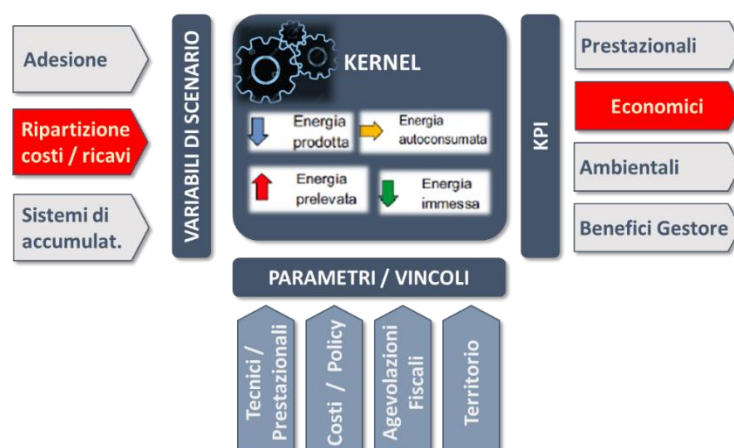 Adesione
Ripartizione
costi / ricavi
Sistemi di
accumulat.
VARIABILI DI SCENARIO
KERNEL
Energia
prodotta
Energia
autoconsumata
Energia
prelevata
Energia
immessa
KPI
Prestazionali
Economici
Ambientali
Benefici Gestore
PARAMETRI / VINCOLI
Tecnici /
Prestazionali
Costi / Policy
Agevolazioni
Fiscali
Territorio